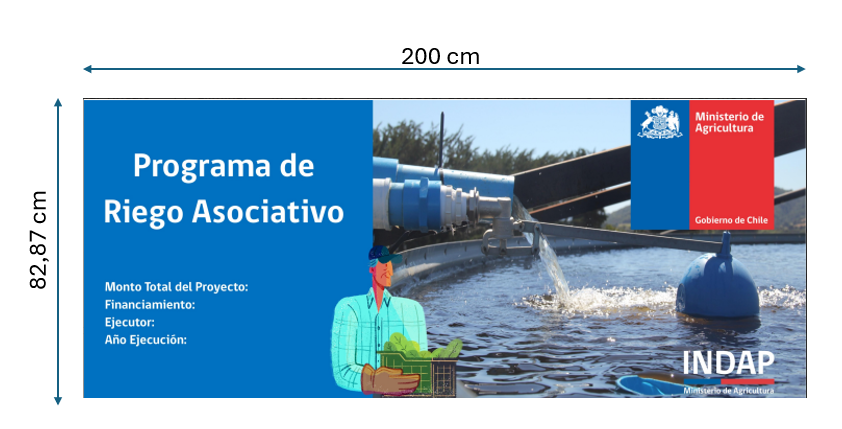 200 cm
82,87 cm
Programa de
Riego Asociativo
Monto Total del Proyecto:
Financiamiento:
Ejecutor:
Año Ejecución:
Ministerio de
Agricultura
Gobierno de Chile
INDAP
Ministerio de Agricultura